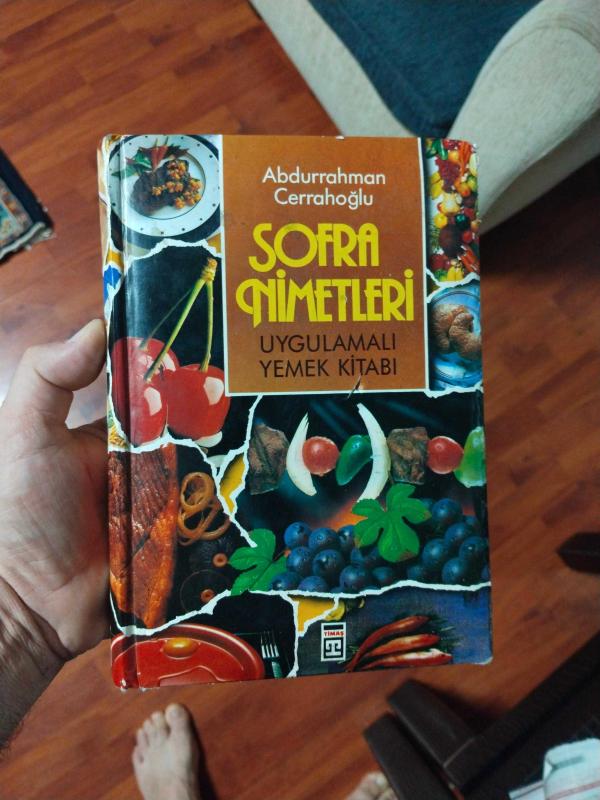 Abdurrahman
Cerrahoğlu
SOFRA
NİMETLERİ
UYGULAMALI
YEMEK KİTABI
TİMAŞ